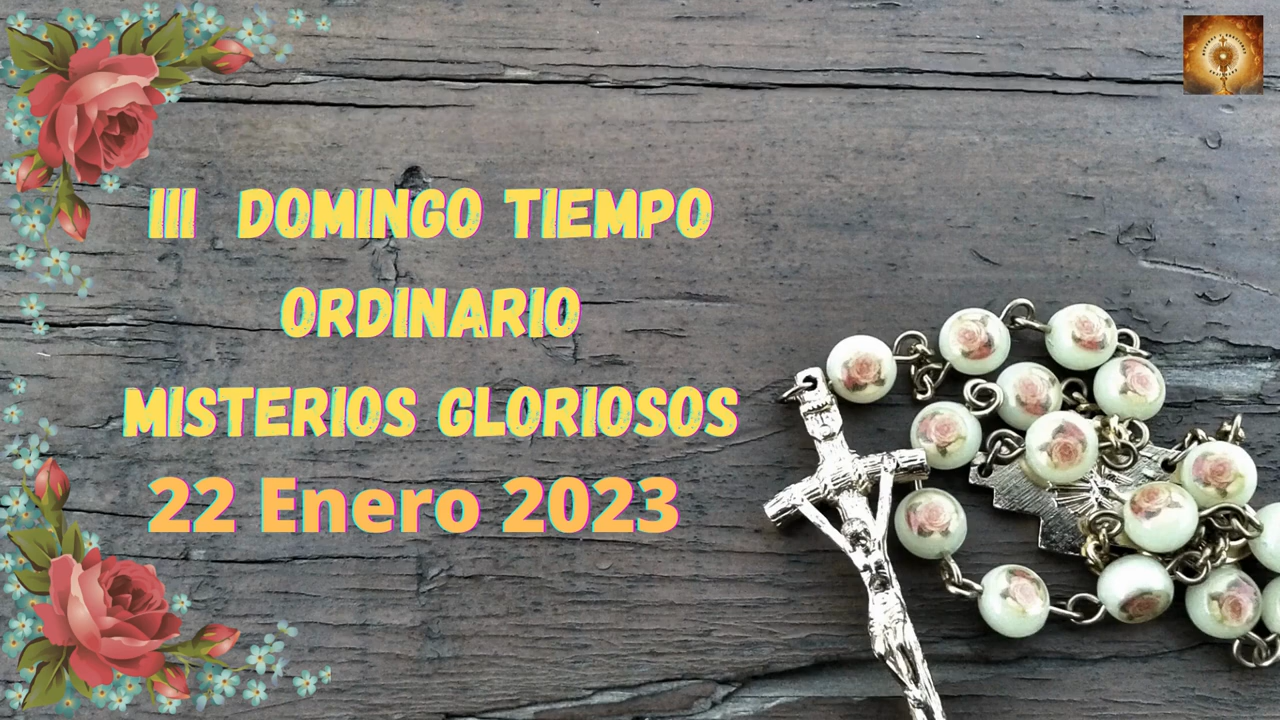 III DOMINGO TIEMPO
ORDINARIO
MISTERIOS GLORIOSOS
22 Enero 2023